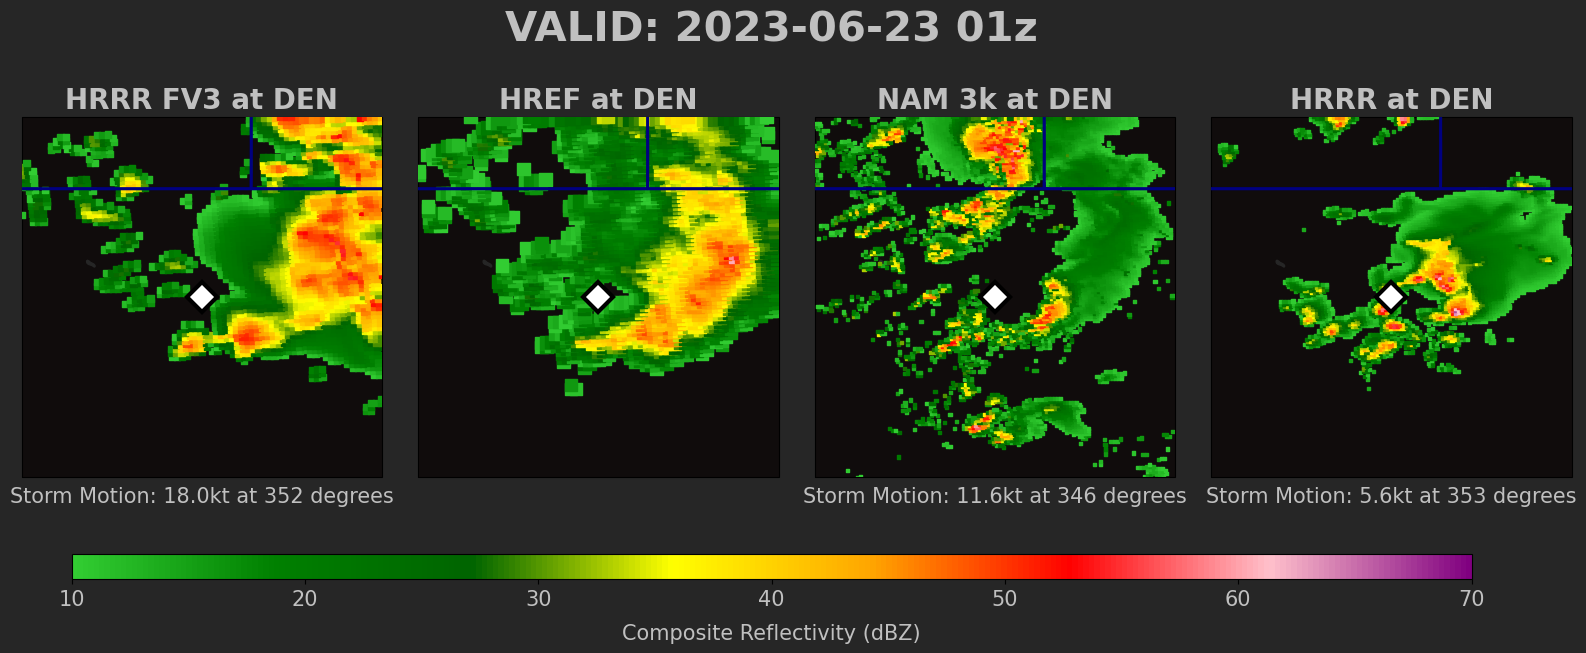 VALID: 2023-06-23 01z
HRRR FV3 at DEN
HREF at DEN
NAM 3k at DEN
HRRR at DEN
Storm Motion: 18.0kt at 352 degrees
Storm Motion: 11.6kt at 346 degrees
Storm Motion: 5.6kt at 353 degrees
10 20 30 40 50 60 70
Composite Reflectivity (dBZ)